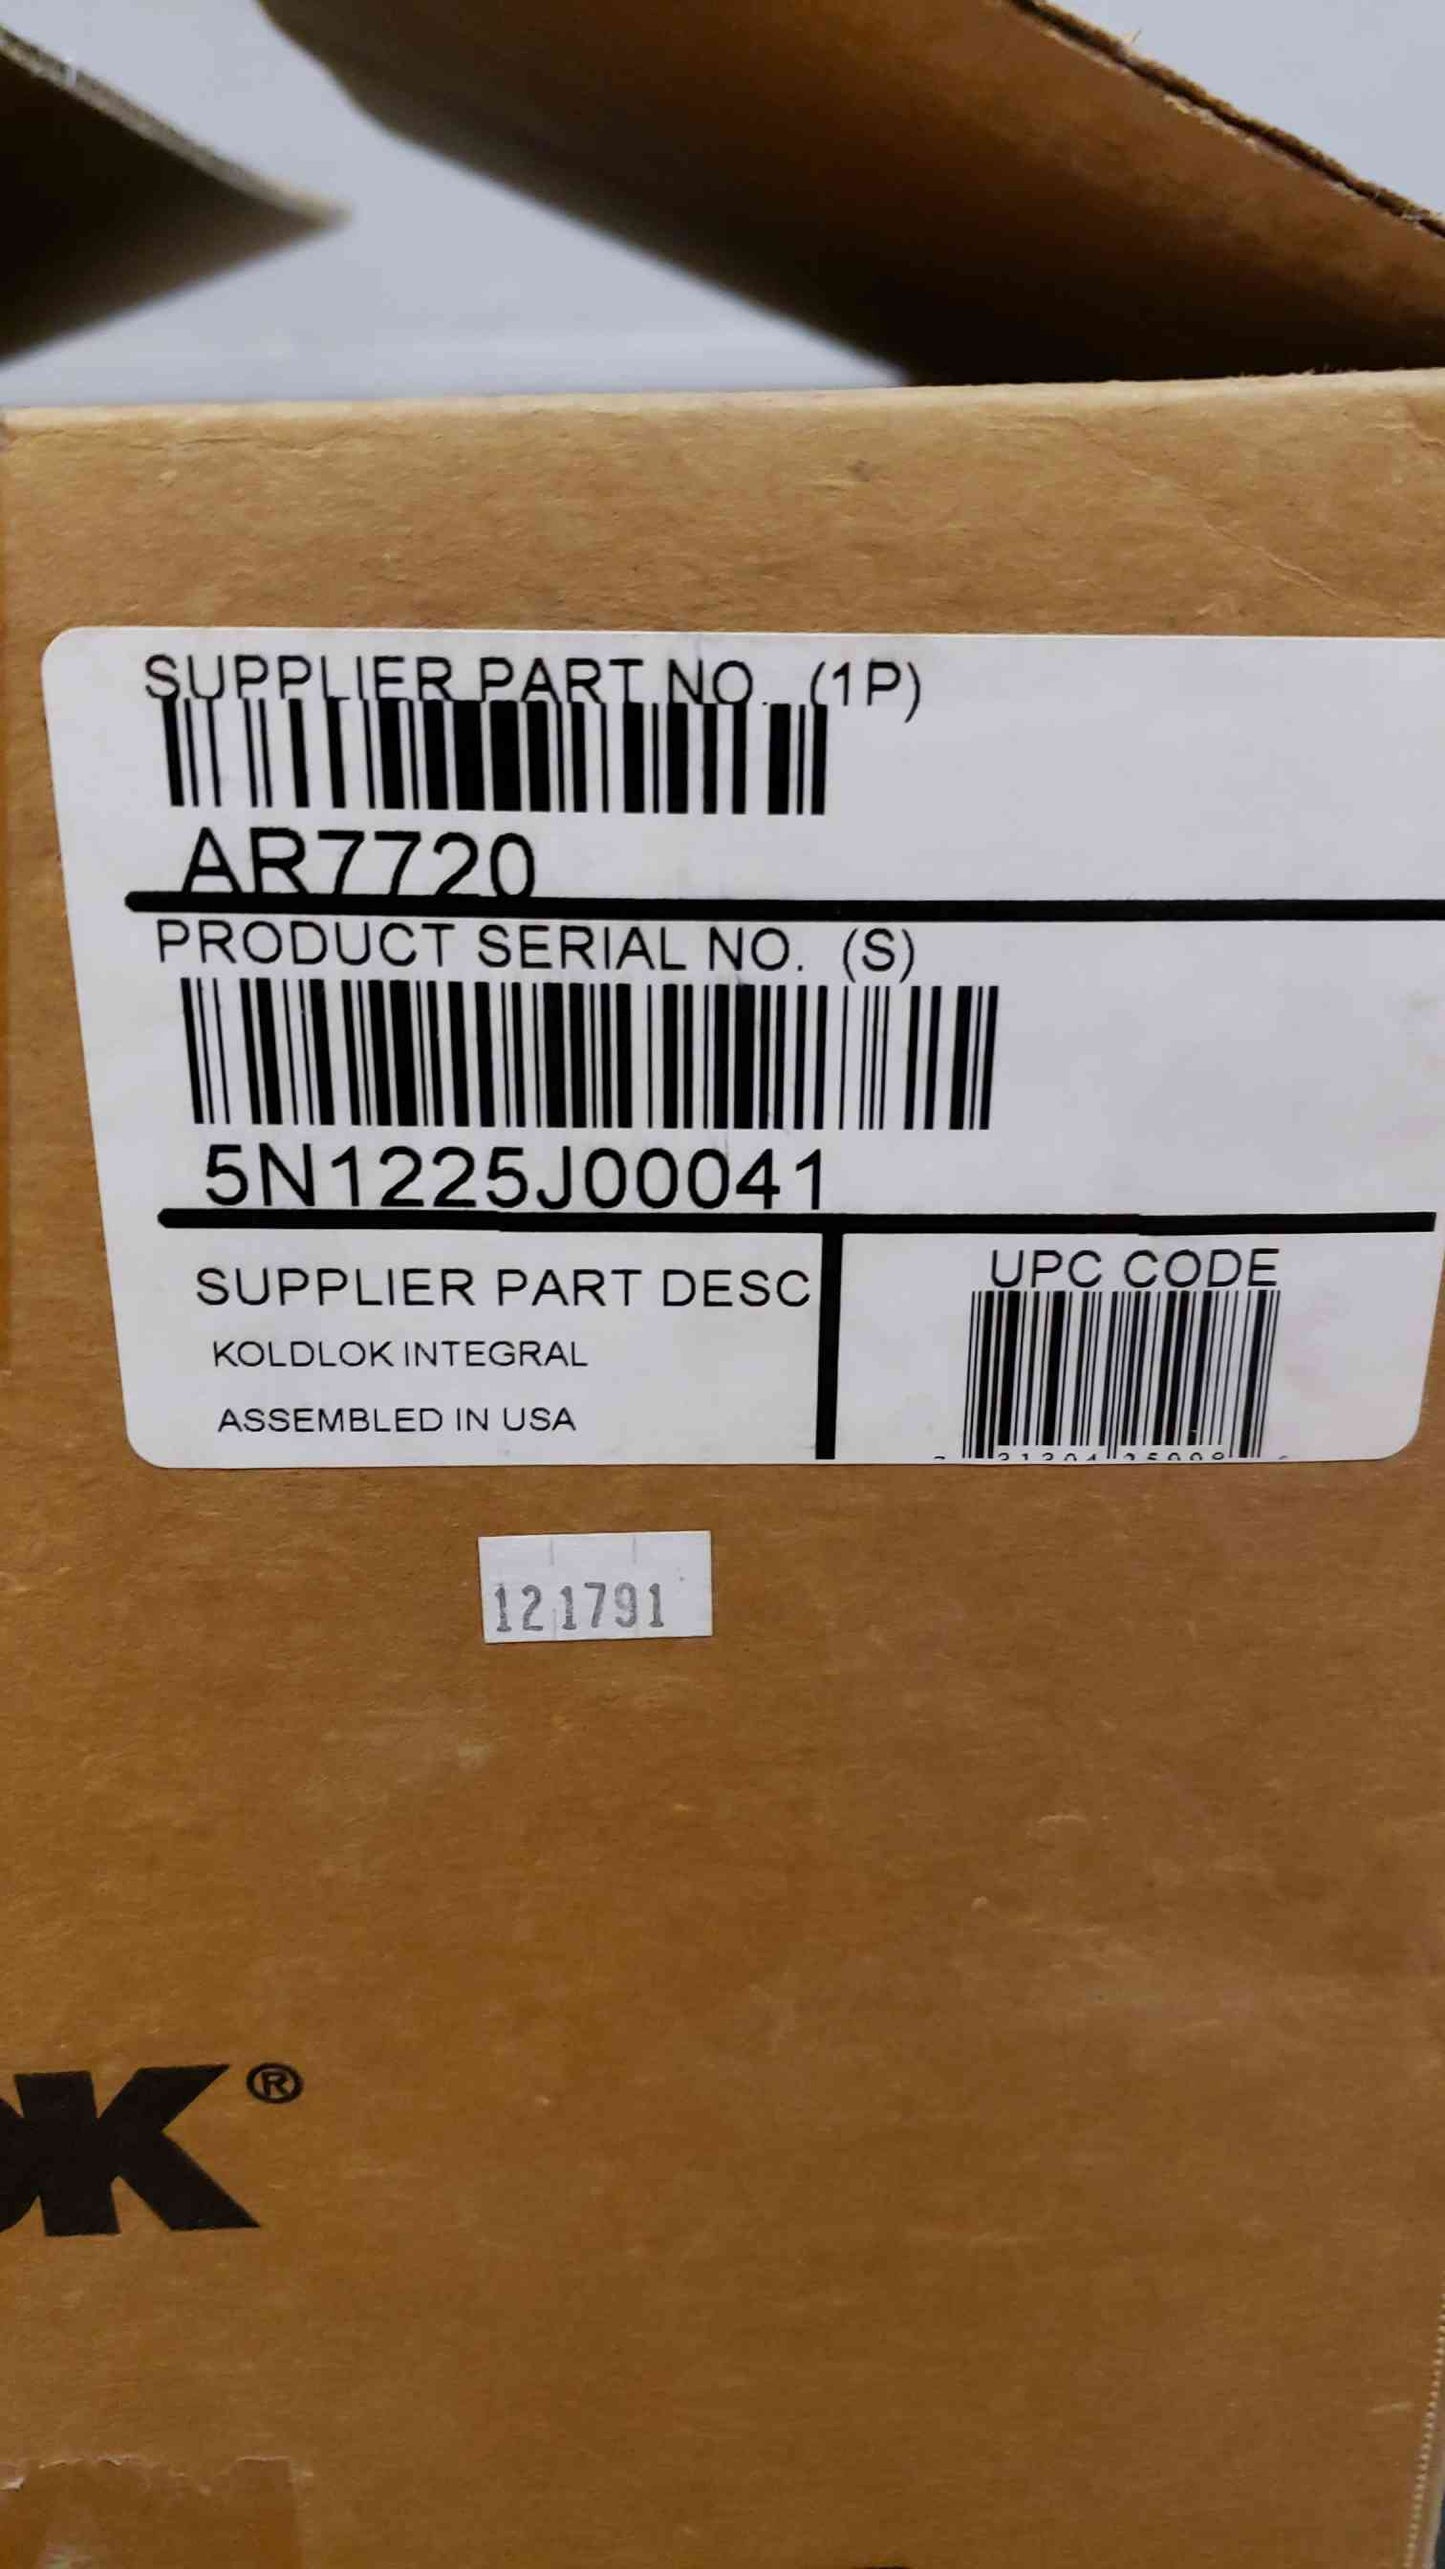 SUPPLIER PART NO. (1P)
AR7720
PRODUCT SERIAL NO. (S)
5N1225J00041
SUPPLIER PART DESC
KOLDLOK INTEGRAL
ASSEMBLED IN USA
UPC CODE
121791
OK®